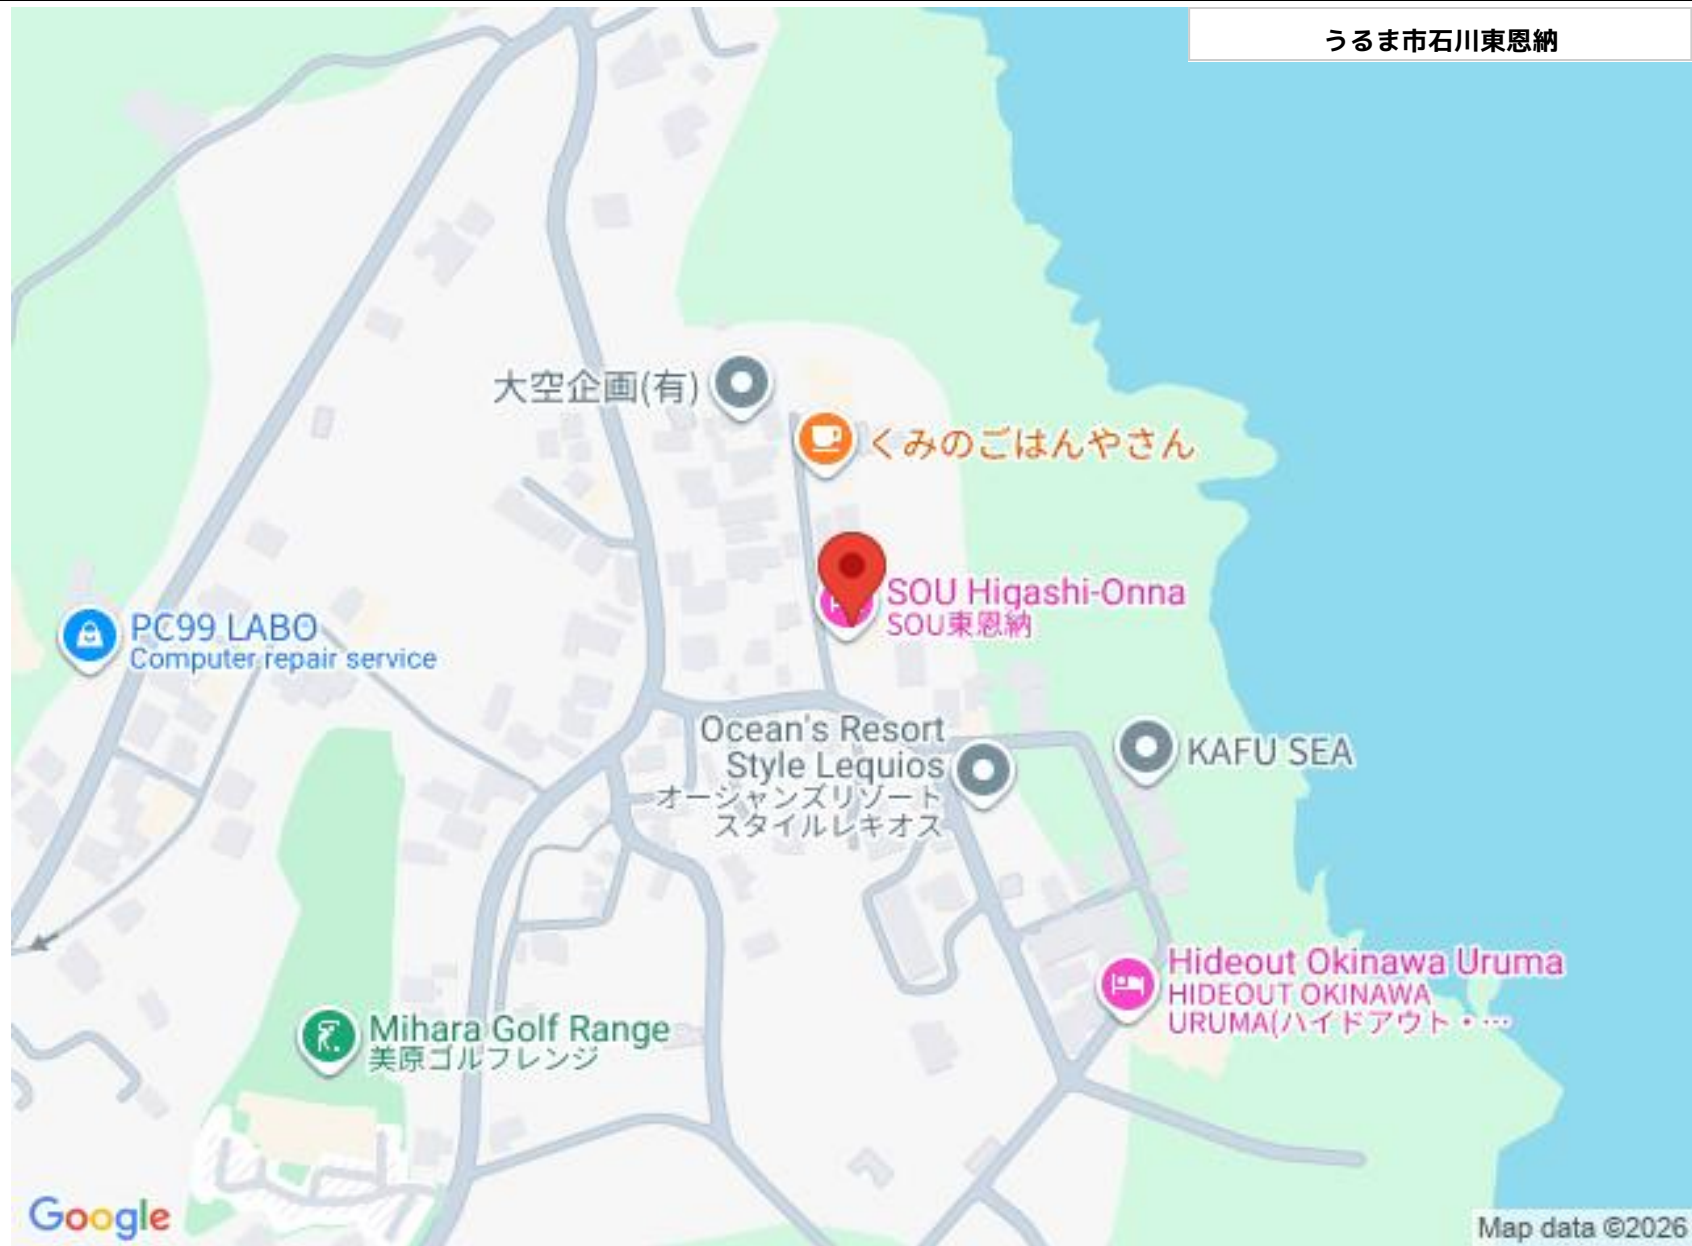 うるま市石川東恩納
大空企画(有)
くみのごはんやさん
SOU Higashi-Onna
SOU東恩納
PC99 LABO
Computer repair service
Ocean's Resort
Style Lequios
オーシャンズリゾート
スタイルレキオス
KAFU SEA
Hideout Okinawa Uruma
HIDEOUT OKINAWA
URUMA(ハイドアウト・…
Mihara Golf Range
美原ゴルフレンジ
Google
Map data ©2026